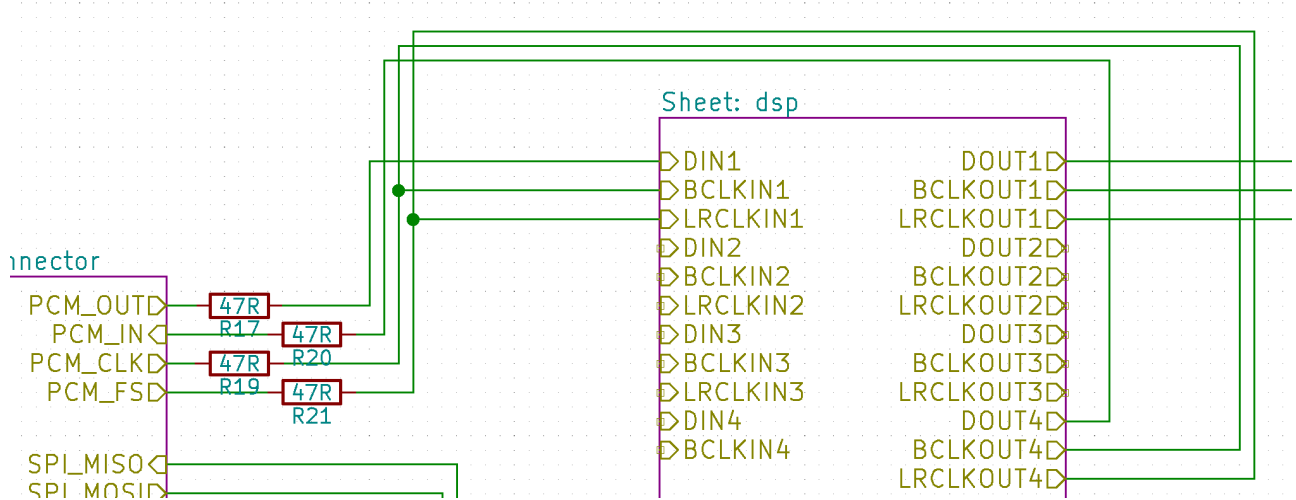 Sheet: dsp
DIN1 DOUT1
BCLKIN1 BCLKOUT1
LRCLKIN1 LRCLKOUT1
DIN2 DOUT2
nnector
BCLKIN2 BCLKOUT2
PCM_OUT 47R LRCLKIN2 LRCLKOUT2
R17
PCM_IN 47R DIN3 DOUT3
R20
PCM_CLK 47R BCLKIN3 BCLKOUT3
R19
PCM_FS 47R LRCLKIN3 LRCLKOUT3
R21
DIN4 DOUT4
BCLKIN4 BCLKOUT4
SPI_MISO
LRCLKOUT4
SPI_MOSI